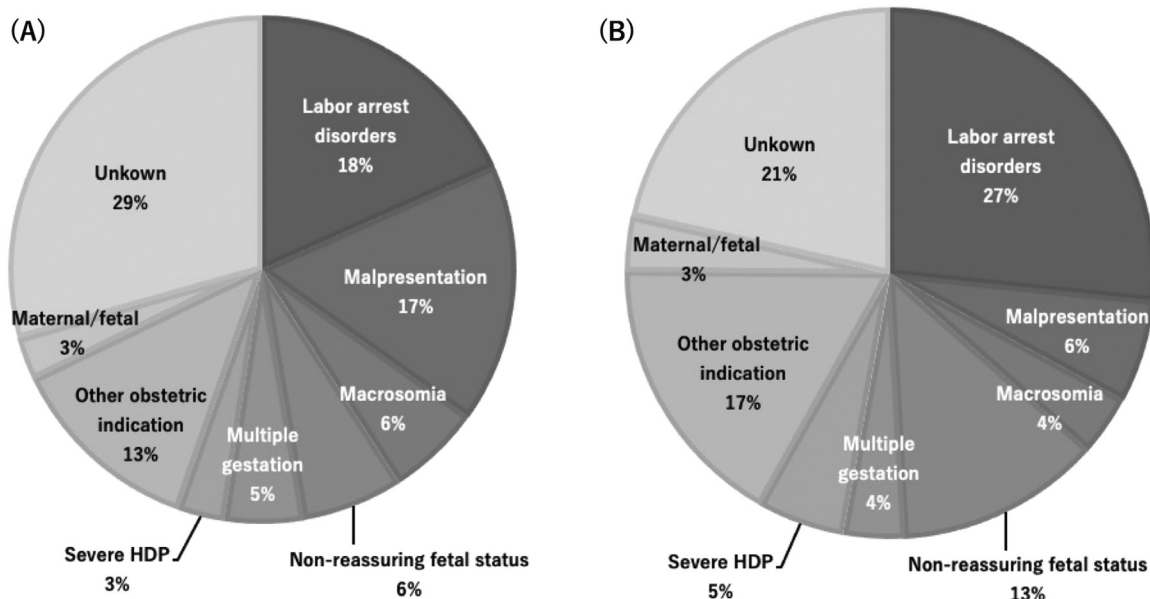 (A)
Labor arrest
disorders
18%
Malpresentation
17%
Macrosomia
6%
Non-reassuring fetal status
6%
Multiple
gestation
5%
Severe HDP
3%
Other obstetric
indication
13%
Maternal/fetal
3%
Unkown
29%
(B)
Labor arrest
disorders
27%
Malpresentation
6%
Macrosomia
4%
Non-reassuring fetal status
13%
Multiple
gestation
4%
Severe HDP
5%
Other obstetric
indication
17%
Maternal/fetal
3%
Unkown
21%